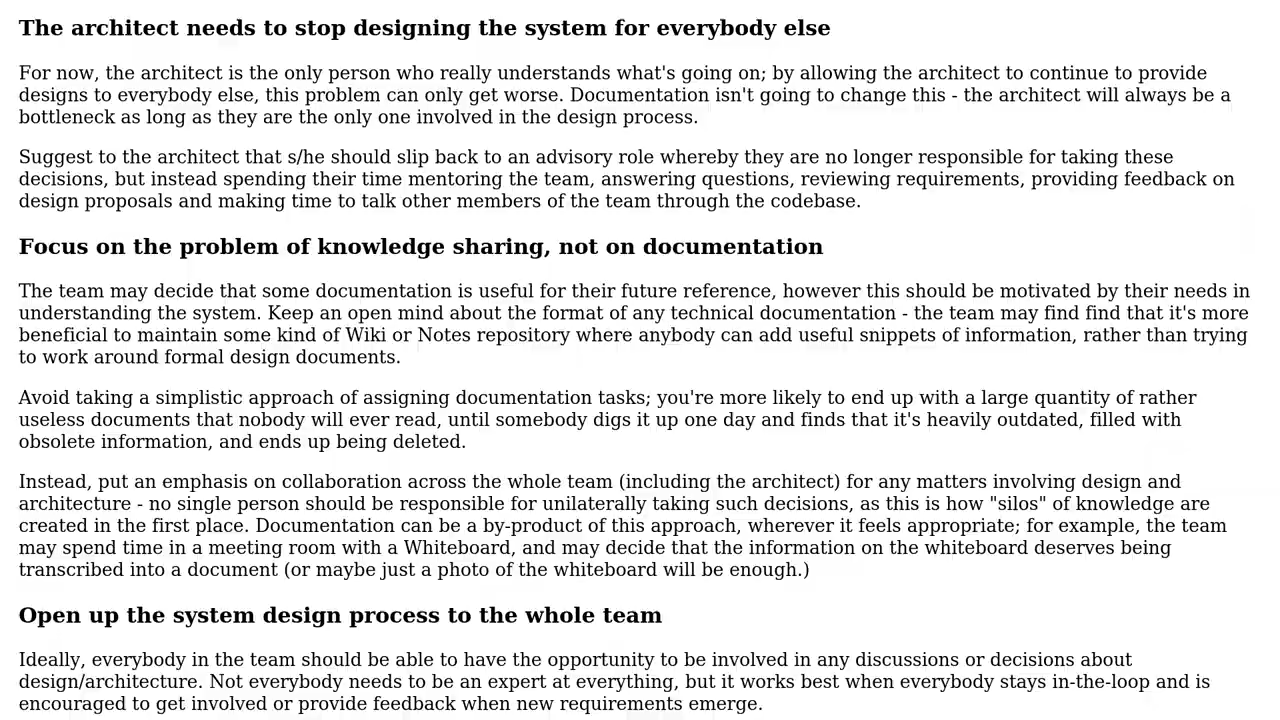 The architect needs to stop designing the system for everybody else
For now, the architect is the only person who really understands what's going on; by allowing the architect to continue to provide
designs to everybody else, this problem can only get worse. Documentation isn't going to change this - the architect will always be a
bottleneck as long as they are the only one involved in the design process.
Suggest to the architect that s/he should slip back to an advisory role whereby they are no longer responsible for taking these
decisions, but instead spending their time mentoring the team, answering questions, reviewing requirements, providing feedback on
design proposals and making time to talk other members of the team through the codebase.
Focus on the problem of knowledge sharing, not on documentation
The team may decide that some documentation is useful for their future reference, however this should be motivated by their needs in
understanding the system. Keep an open mind about the format of any technical documentation - the team may find find that it's more
beneficial to maintain some kind of Wiki or Notes repository where anybody can add useful snippets of information, rather than trying
to work around formal design documents.
Avoid taking a simplistic approach of assigning documentation tasks; you're more likely to end up with a large quantity of rather
useless documents that nobody will ever read, until somebody digs it up one day and finds that it's heavily outdated, filled with
obsolete information, and ends up being deleted.
Instead, put an emphasis on collaboration across the whole team (including the architect) for any matters involving design and
architecture - no single person should be responsible for unilaterally taking such decisions, as this is how "silos" of knowledge are
created in the first place. Documentation can be a by-product of this approach, wherever it feels appropriate; for example, the team
may spend time in a meeting room with a Whiteboard, and may decide that the information on the whiteboard deserves being
transcribed into a document (or maybe just a photo of the whiteboard will be enough.)
Open up the system design process to the whole team
Ideally, everybody in the team should be able to have the opportunity to be involved in any discussions or decisions about
design/architecture. Not everybody needs to be an expert at everything, but it works best when everybody stays in-the-loop and is
encouraged to get involved or provide feedback when new requirements emerge.